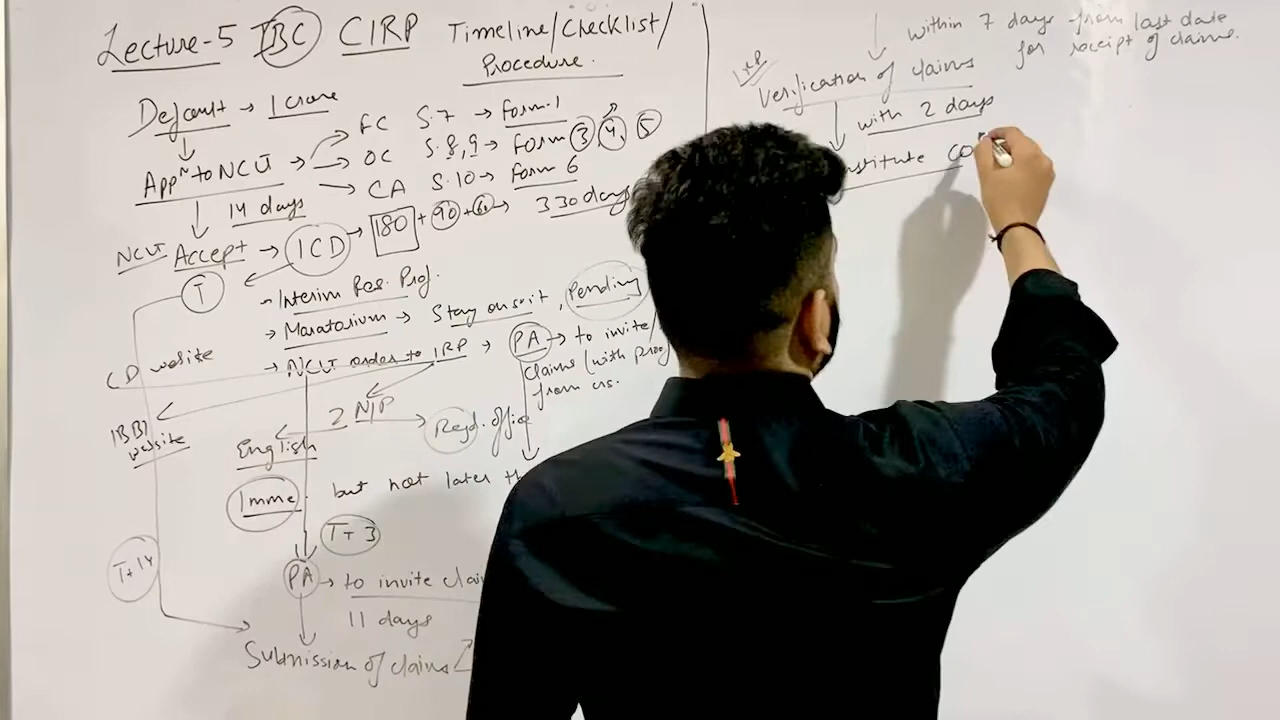 Lecture-5 IBC CIRP Timeline/Checklist/
Procedure.
Default → 1 crore
Appⁿ to NCLT → FC S.7 → Form-1
→ OC S.8,9 → Form 3 4, 5
→ CA S.10 → Form 6
14 days
NCLT Accept → ICD → 180 + 90 + 60 → 330 days
T
- Interim Res. Prof.
→ Maratorium → Stay on suit, Pending
CD website
→ NCLT order to IRP → PA → to invite
claims (with proof
from crs.
2 N/P
IBBI website
English
Regd. office
Imme. but not later th
T+3
T+14
PA → to invite clai
11 days
Submission of claims
within 7 days from last date
for receipt of claims.
IRP
Verification of claims
with 2 days
nstitute CO